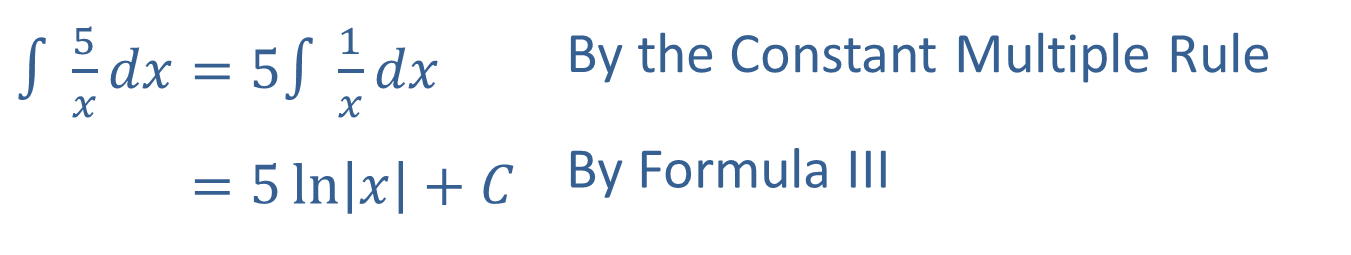 ∫ 5/x dx = 5∫ 1/x dx By the Constant Multiple Rule
= 5 ln|x| + C By Formula III